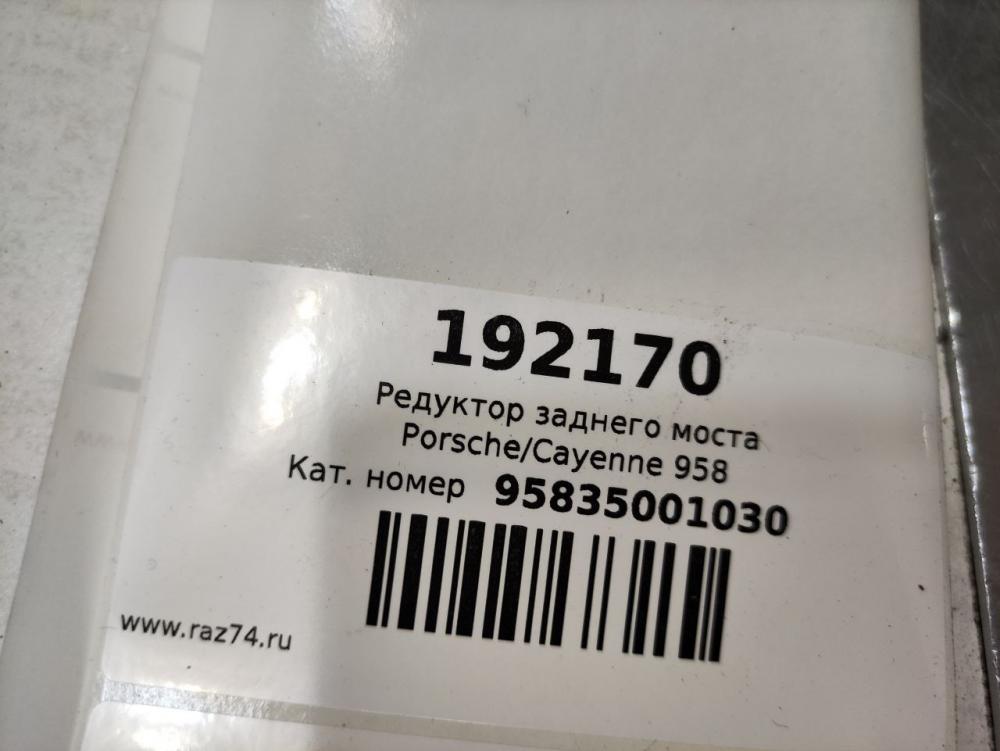 192170
Редуктор заднего моста
Porsche/Cayenne 958
Кат. номер 95835001030
www.raz74.ru